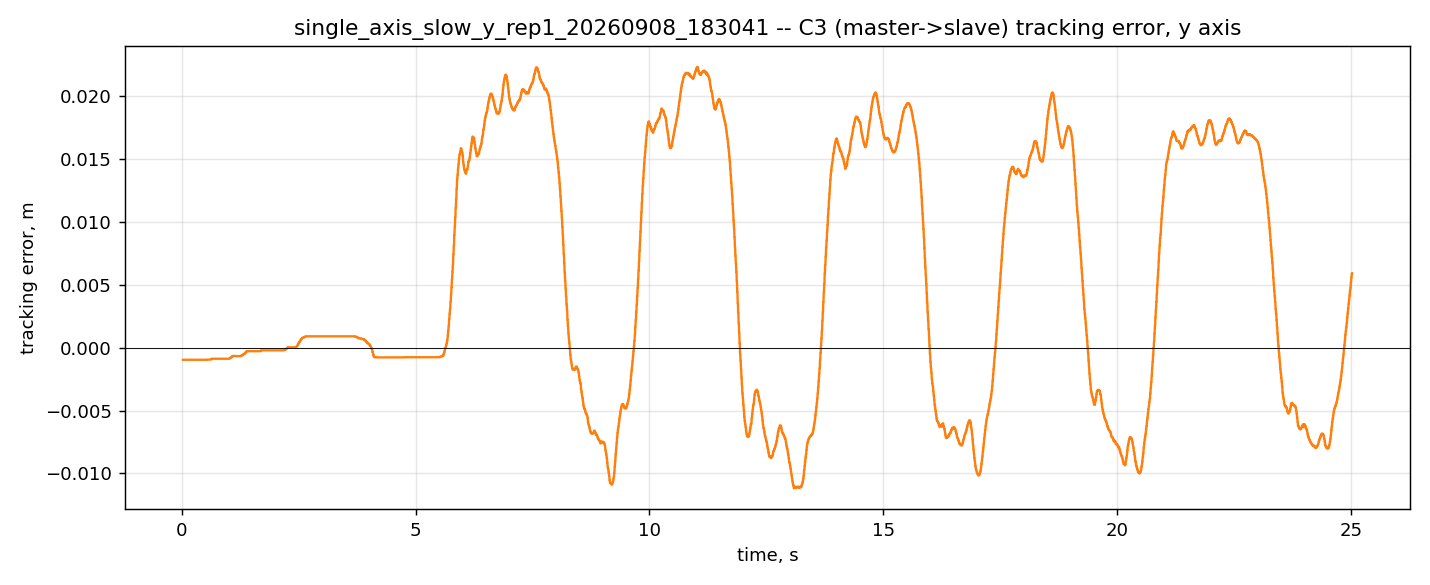 single_axis_slow_y_rep1_20260908_183041 -- C3 (master->slave) tracking error, y axis
0.020
0.015
0.010
0.005
0.000
−0.005
−0.010
tracking error, m
0 5 10 15 20 25
time, s